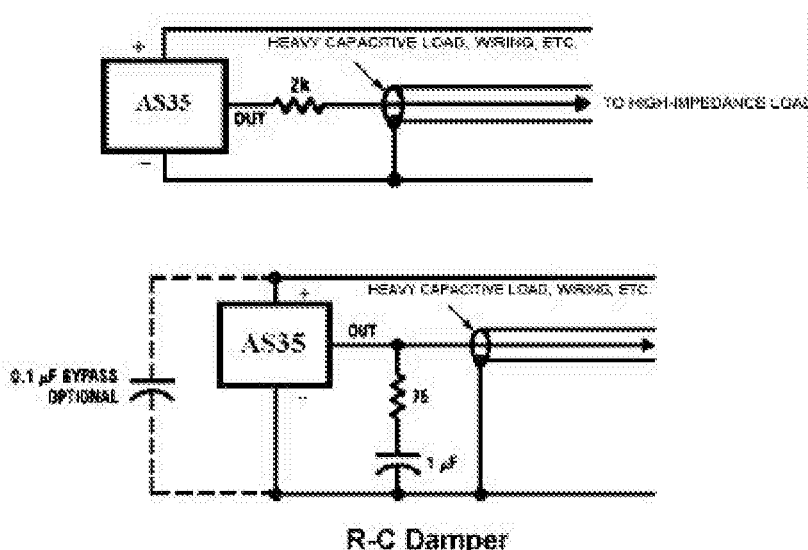 HEAVY CAPACITIVE LOAD, WIRING, ETC.
+
AS35
2k
OUT
TO HIGH-IMPEDANCE LOAD
−
HEAVY CAPACITIVE LOAD, WIRING, ETC.
+
AS35
OUT
0.1 µF BYPASS
OPTIONAL
−
75
1 µF
R-C Damper